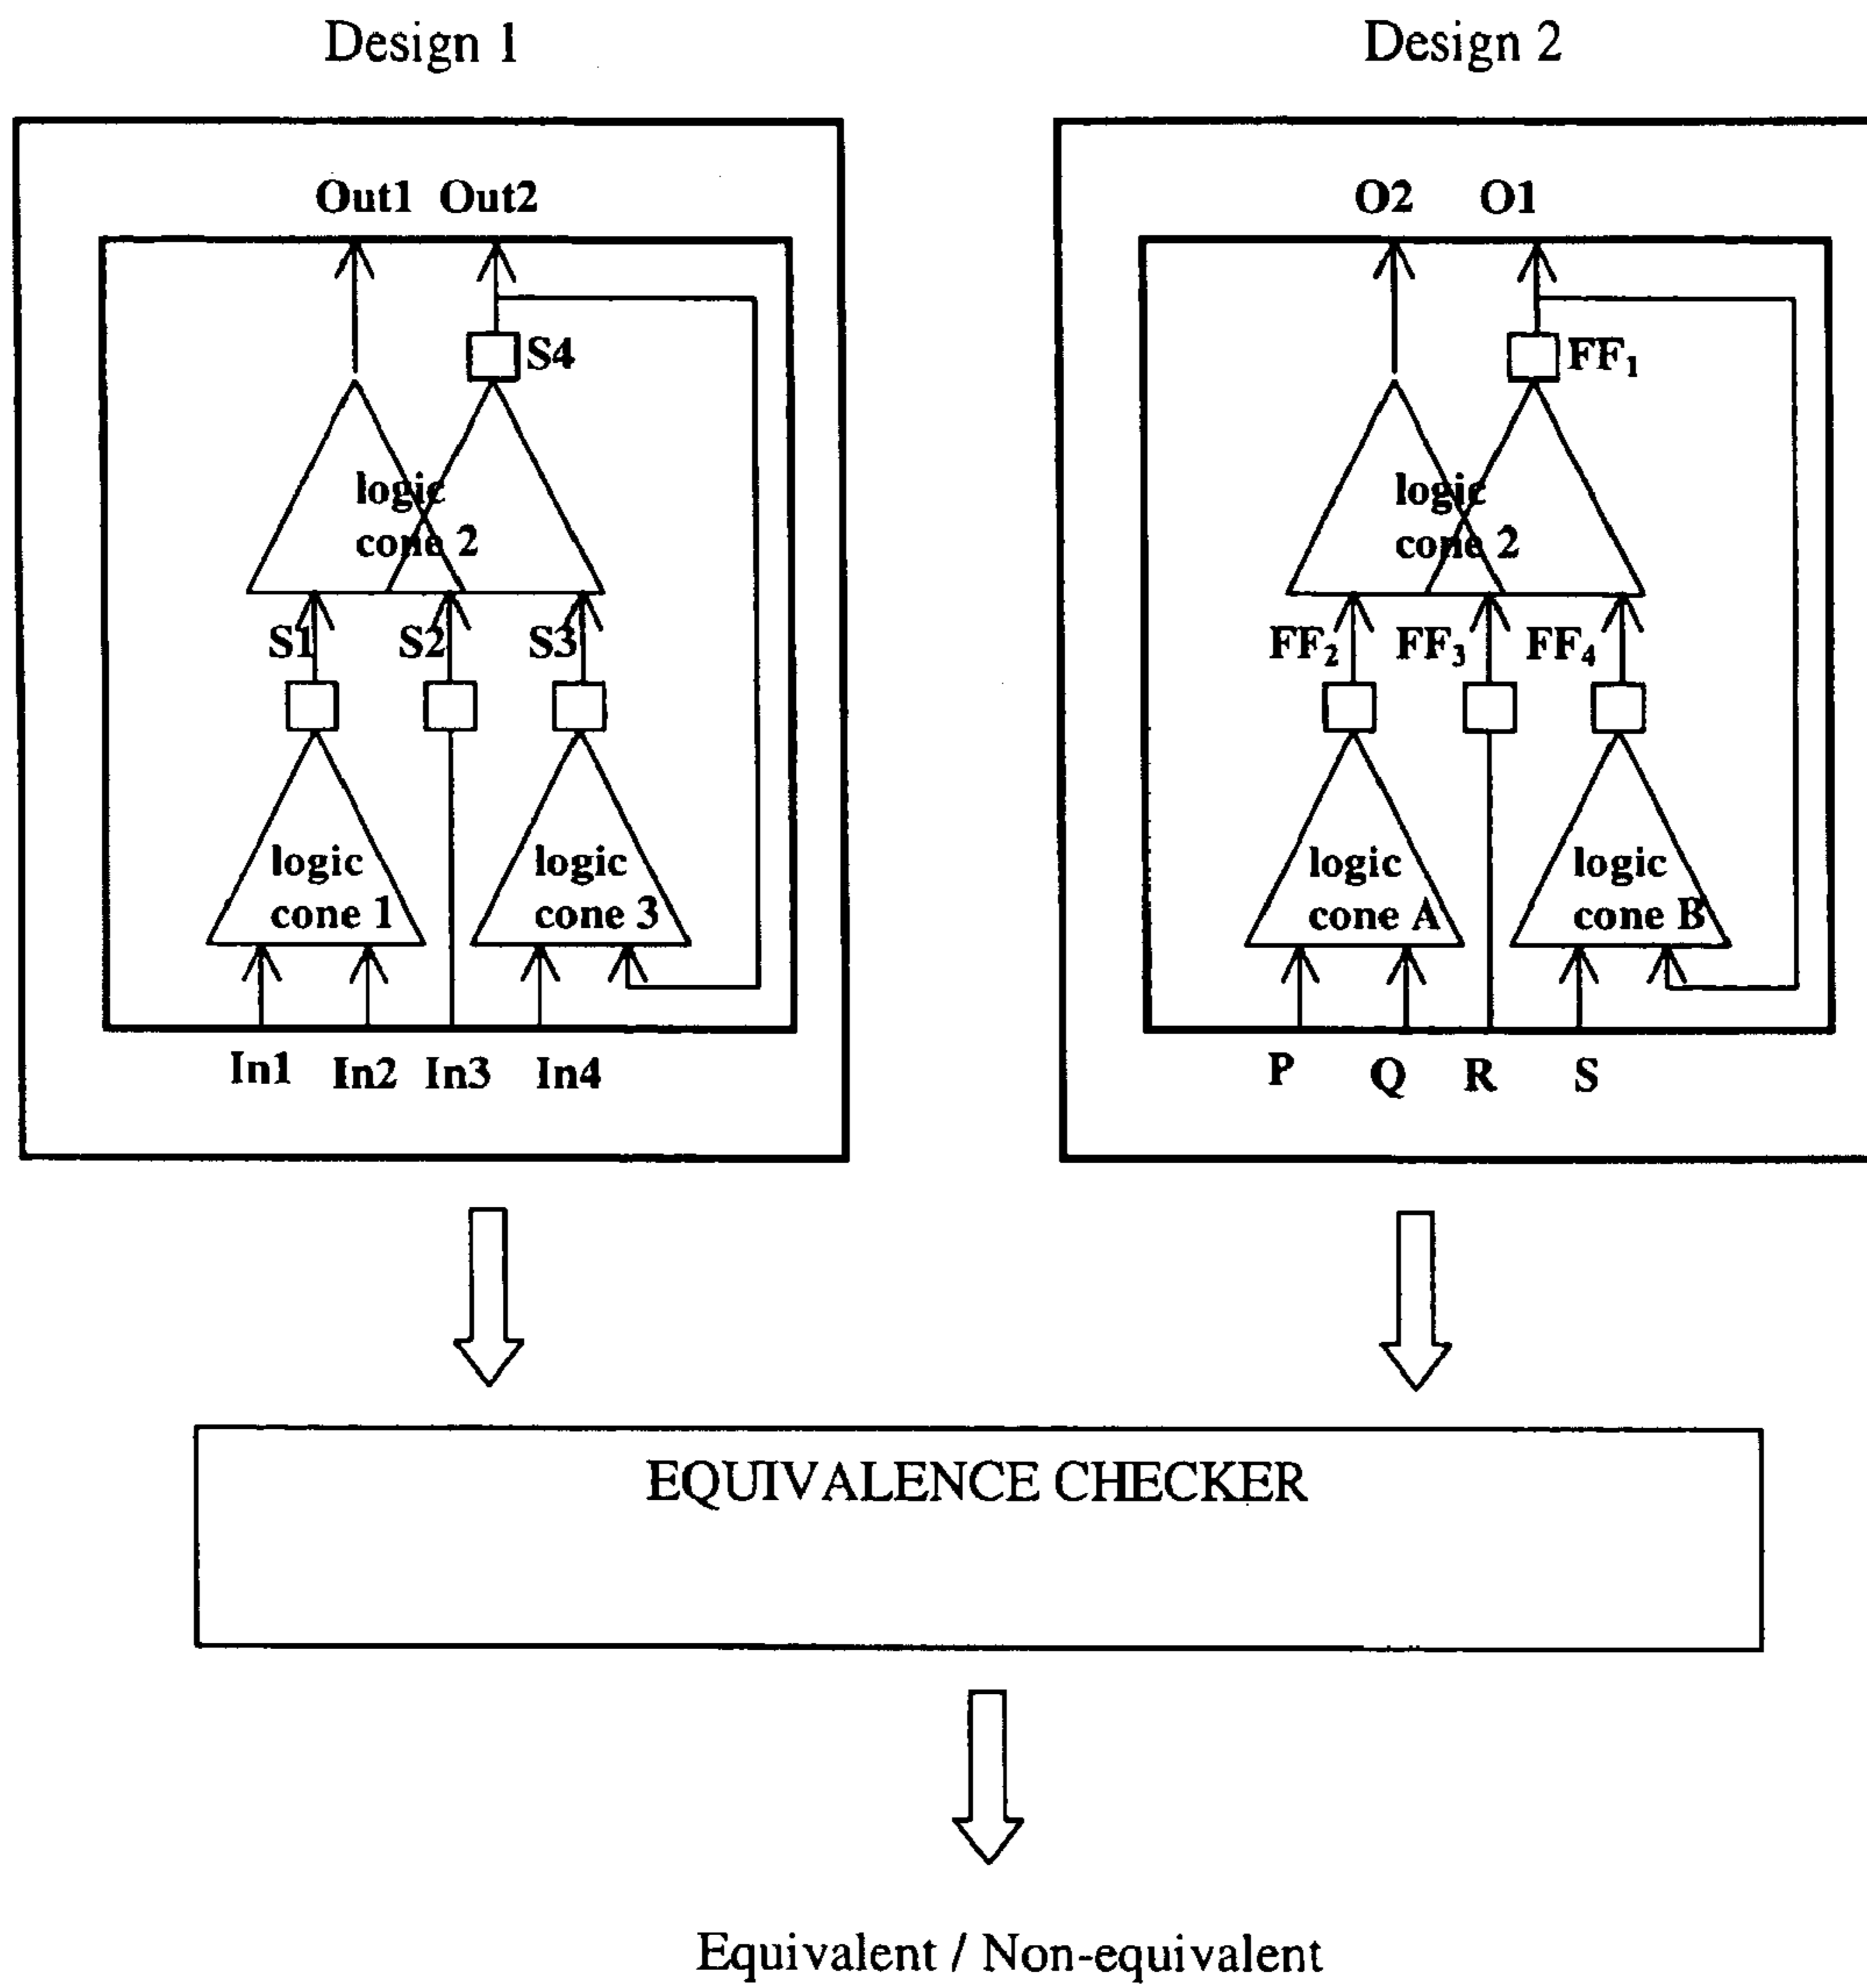 Design 1
Design 2
Out1 Out2
S4
logic
cone 2
S1 S2 S3
logic
cone 1
logic
cone 3
In1 In2 In3 In4
O2 O1
FF₁
logic
cone 2
FF₂ FF₃ FF₄
logic
cone A
logic
cone B
P Q R S
EQUIVALENCE CHECKER
Equivalent / Non-equivalent